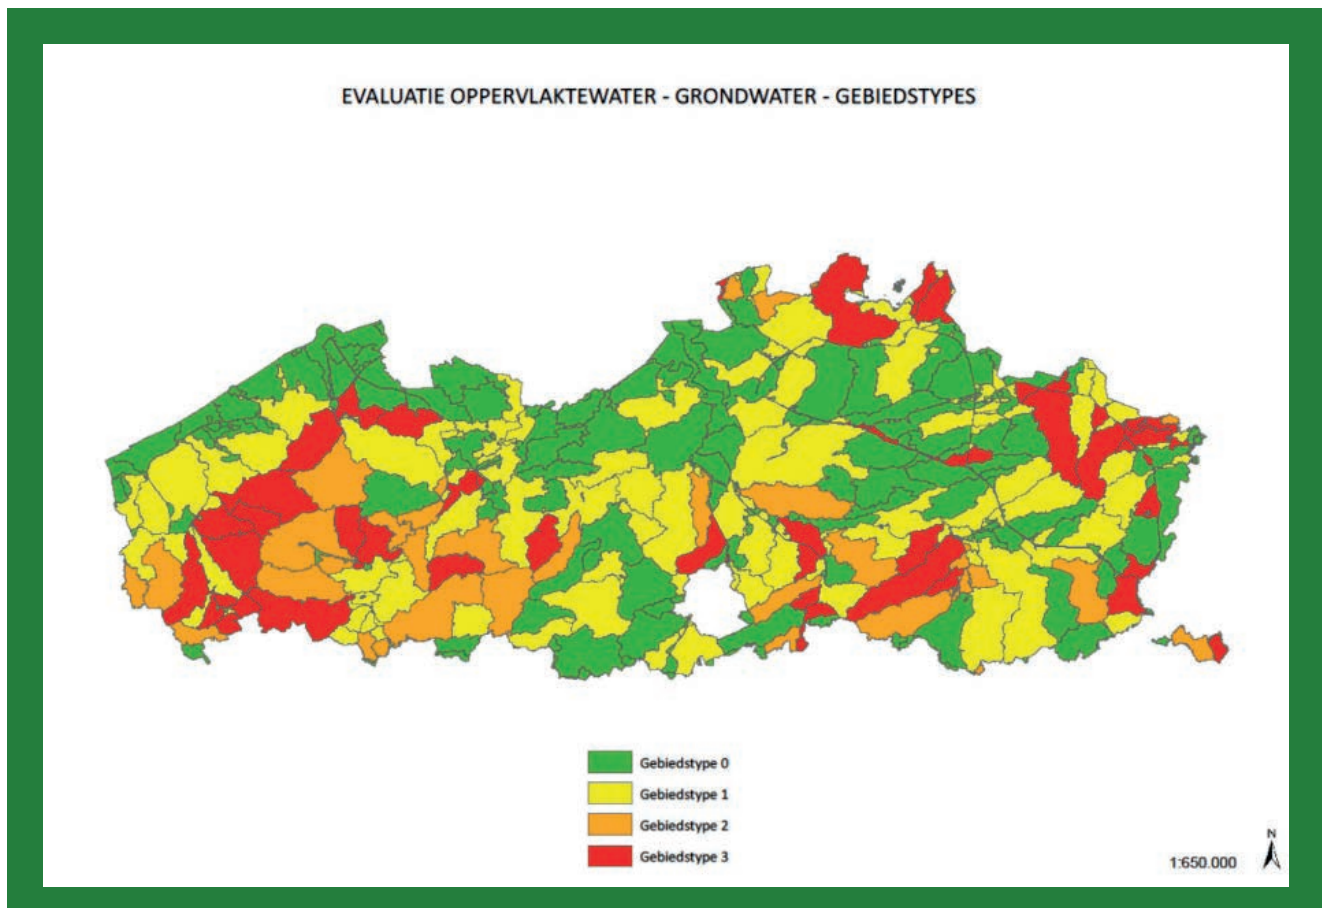 EVALUATIE OPPERVLAKTEWATER - GRONDWATER - GEBIEDSTYPES
Gebiedstype 0
Gebiedstype 1
Gebiedstype 2
Gebiedstype 3
N
1:650.000